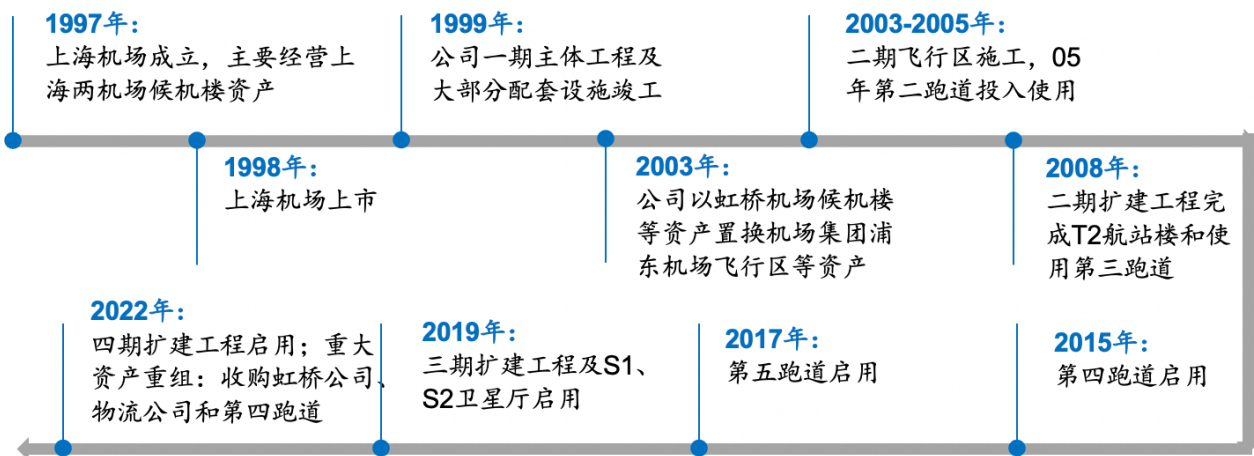 1997年：
上海机场成立，主要经营上
海两机场候机楼资产
1998年：
上海机场上市
1999年：
公司一期主体工程及
大部分配套设施竣工
2003年：
公司以虹桥机场候机楼
等资产置换机场集团浦
东机场飞行区等资产
2003-2005年：
二期飞行区施工，05
年第二跑道投入使用
2008年：
二期扩建工程完
成T2航站楼和使
用第三跑道
2015年：
第四跑道启用
2017年：
第五跑道启用
2019年：
三期扩建工程及S1、
S2卫星厅启用
2022年：
四期扩建工程启用；重大
资产重组：收购虹桥公司、
物流公司和第四跑道